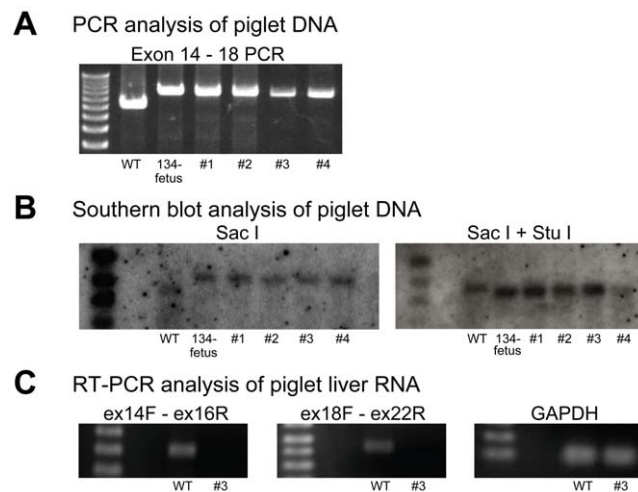 A PCR analysis of piglet DNA
Exon 14 - 18 PCR
WT 134-fetus #1 #2 #3 #4
B Southern blot analysis of piglet DNA
Sac I Sac I + Stu I
WT 134-fetus #1 #2 #3 #4 WT 134-fetus #1 #2 #3 #4
C RT-PCR analysis of piglet liver RNA
ex14F - ex16R ex18F - ex22R GAPDH
WT #3 WT #3 WT #3